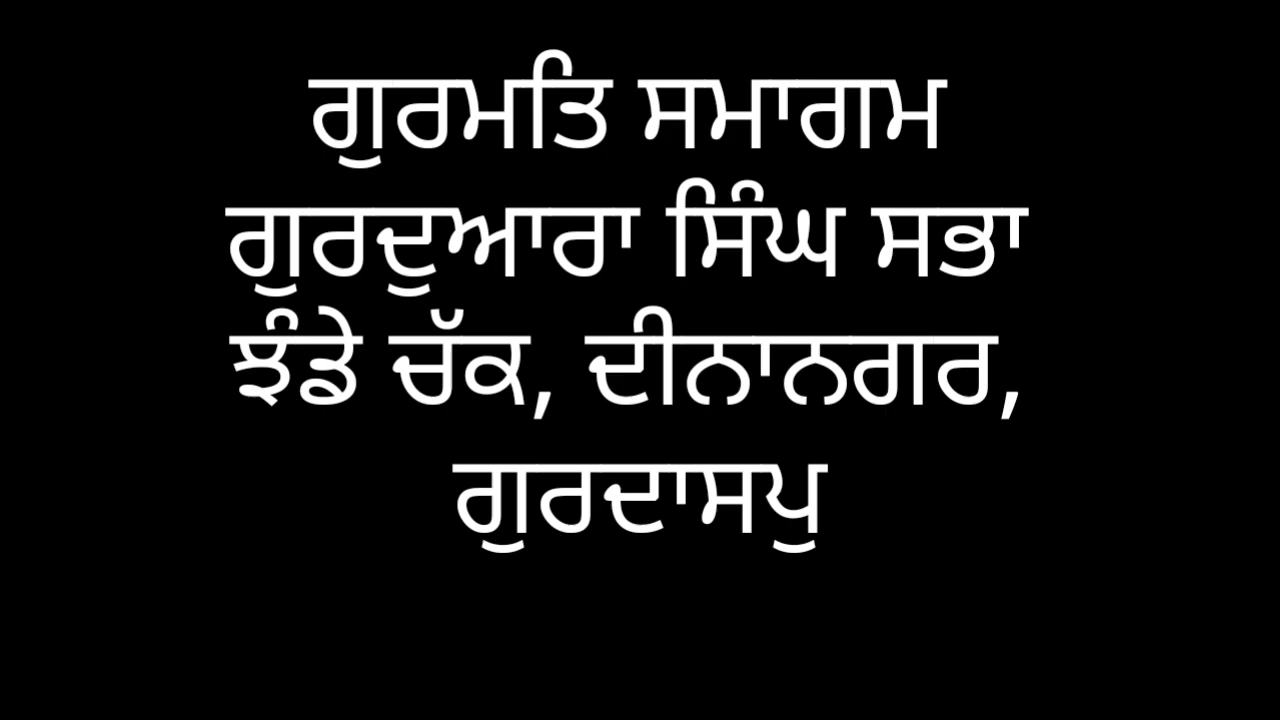 ਗੁਰਮਤਿ ਸਮਾਗਮ
ਗੁਰਦੁਆਰਾ ਸਿੰਘ ਸਭਾ
ਝੰਡੇ ਚੱਕ, ਦੀਨਾਨਗਰ,
ਗੁਰਦਾਸਪੁ